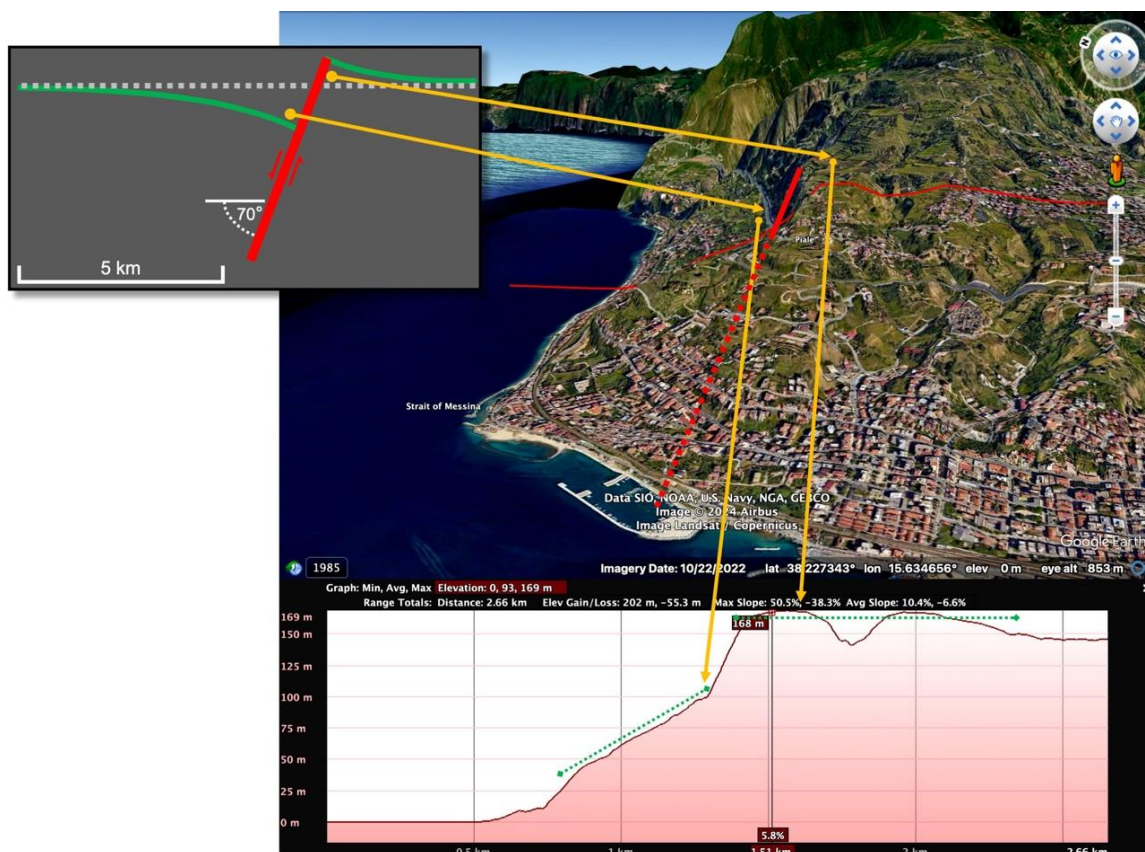 N
70°
5 km
Piale
Strait of Messina
Data SIO, NOAA, U.S. Navy, NGA, GEBCO
Image © 2024 Airbus
Image Landsat / Copernicus
Google Earth
1985
Imagery Date: 10/22/2022 lat 38.227343° lon 15.634656° elev 0 m eye alt 853 m
Graph: Min, Avg, Max Elevation: 0, 93, 169 m
Range Totals: Distance: 2.66 km Elev Gain/Loss: 202 m, -55.3 m Max Slope: 50.5%, -38.3% Avg Slope: 10.4%, -6.6%
169 m
168 m
150 m
125 m
100 m
75 m
50 m
25 m
0 m
5.8%
0.5 km 1 km 1.51 km 2 km 2.66 km